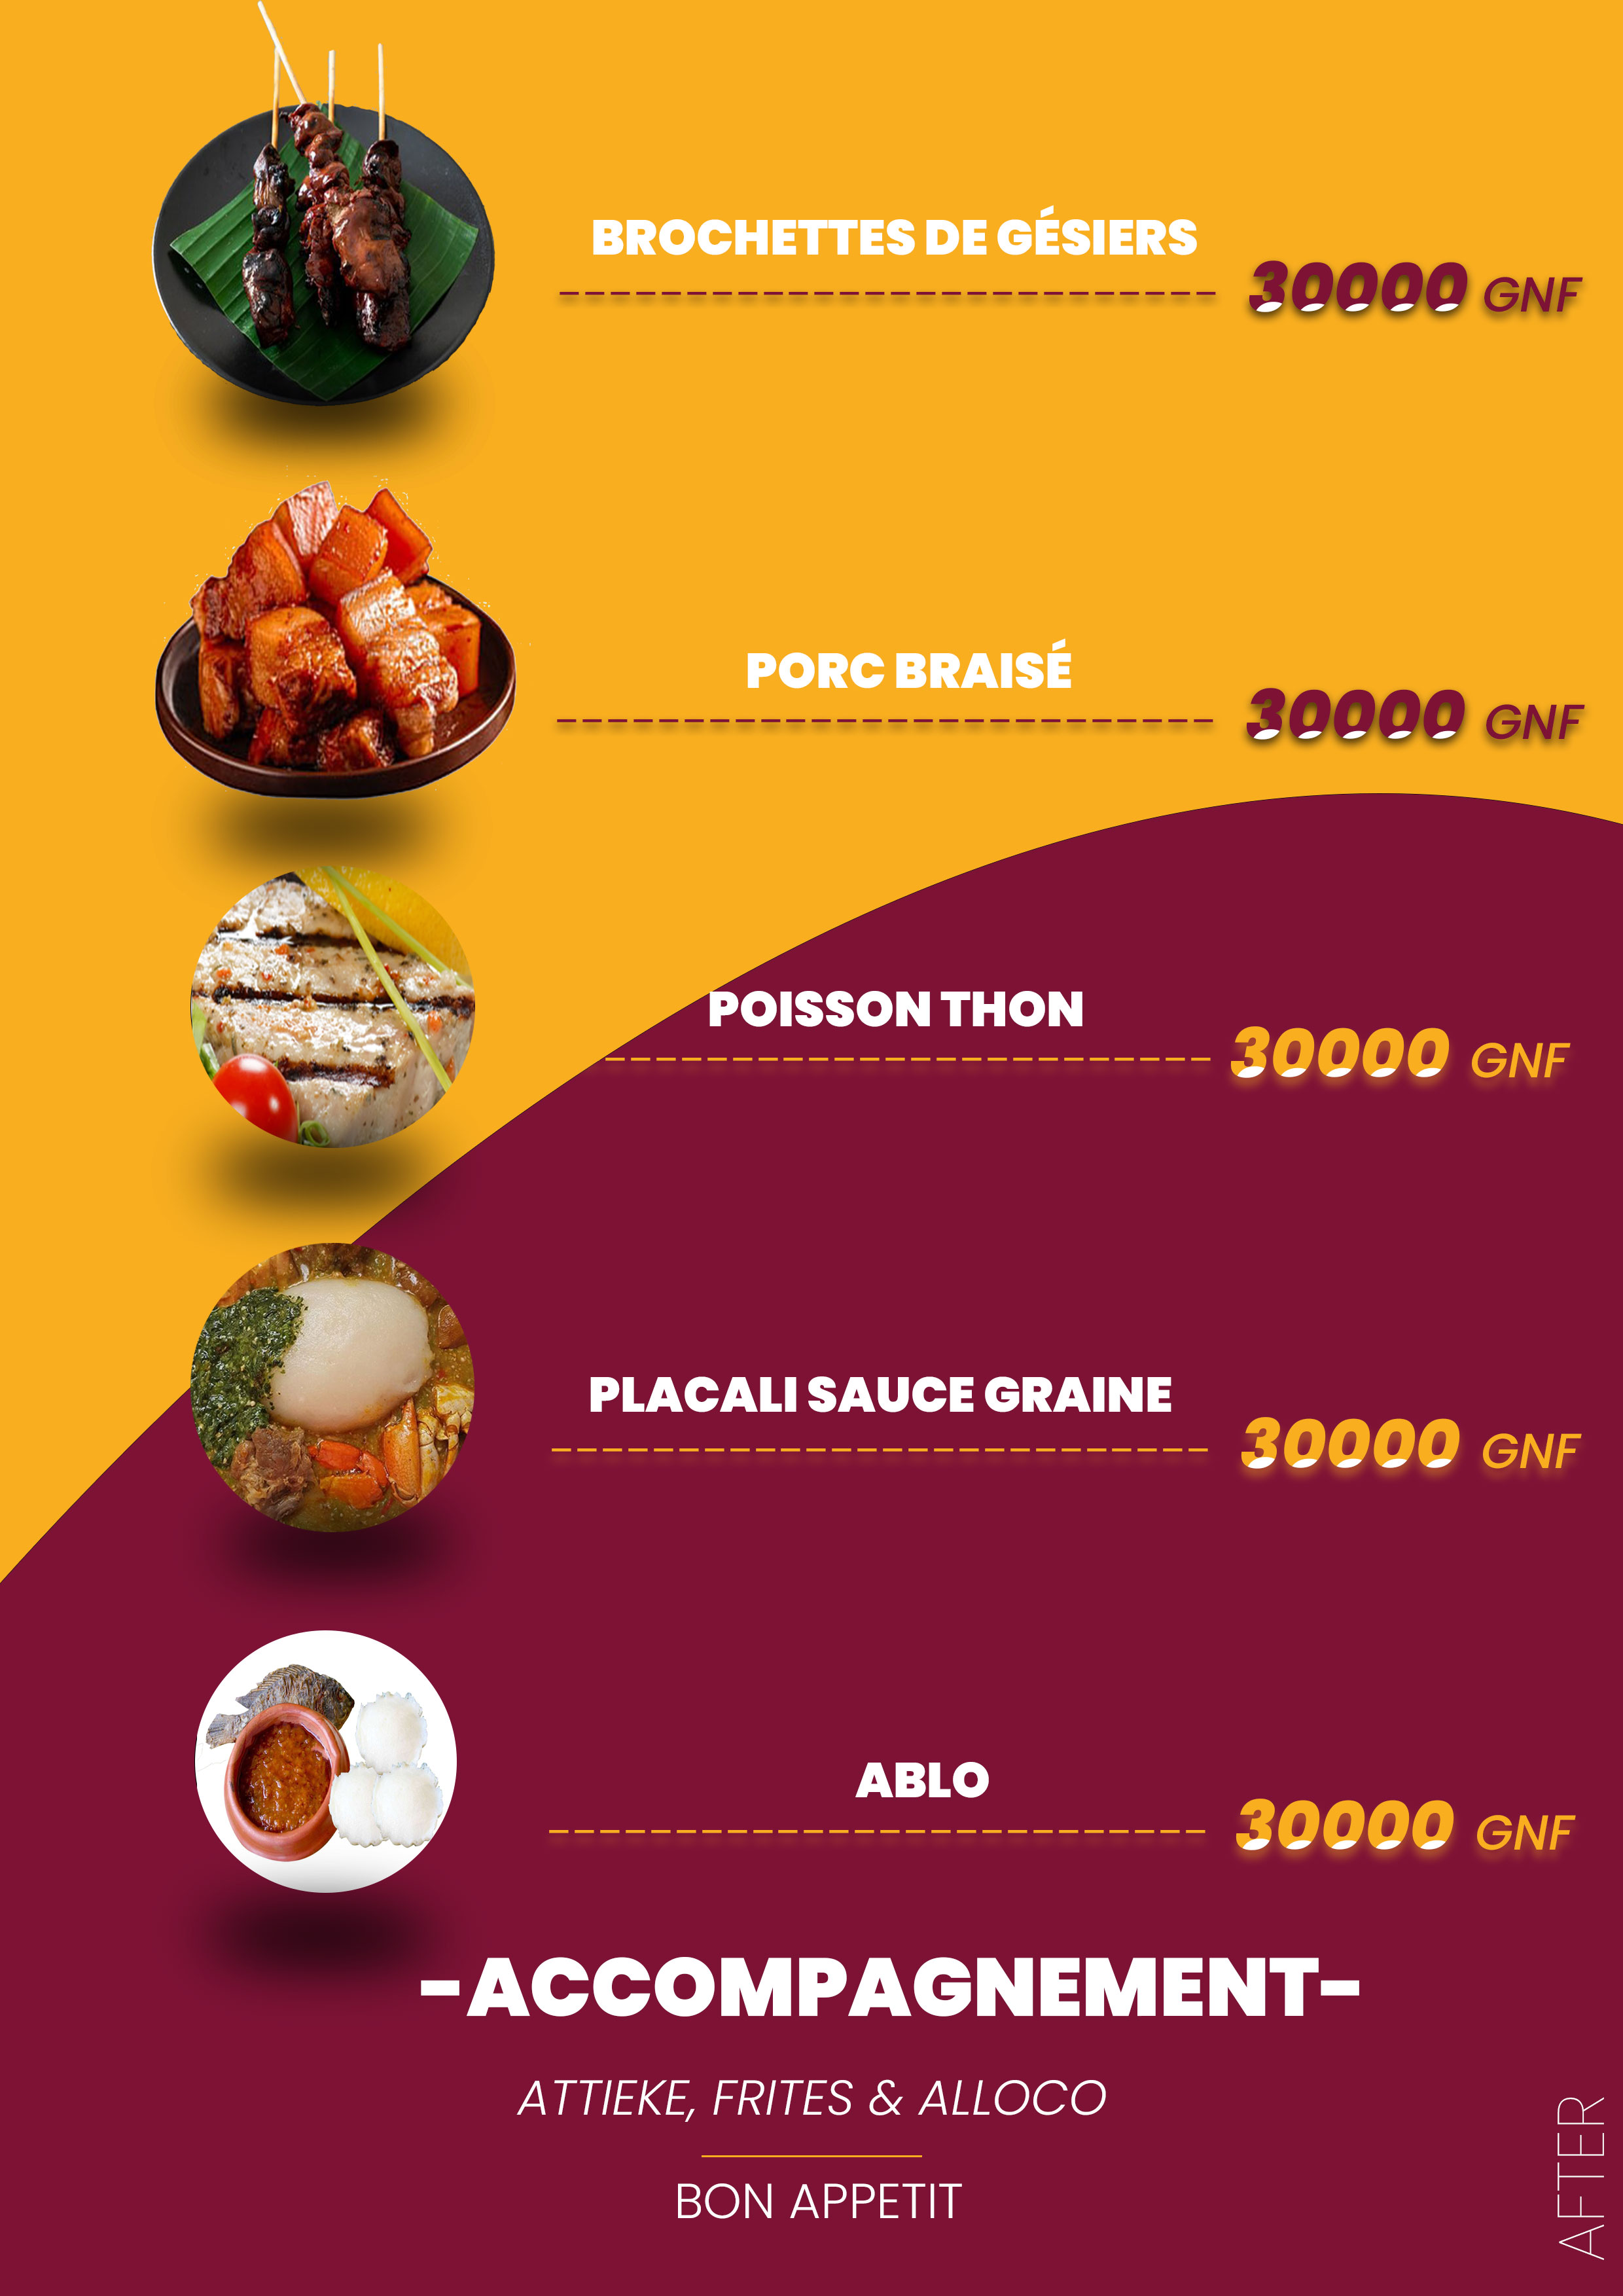 BROCHETTES DE GÉSIERS
30000 GNF
PORC BRAISÉ
30000 GNF
POISSON THON
30000 GNF
PLACALI SAUCE GRAINE
30000 GNF
ABLO
30000 GNF
-ACCOMPAGNEMENT-
ATTIEKE, FRITES & ALLOCO
BON APPETIT
AFTER